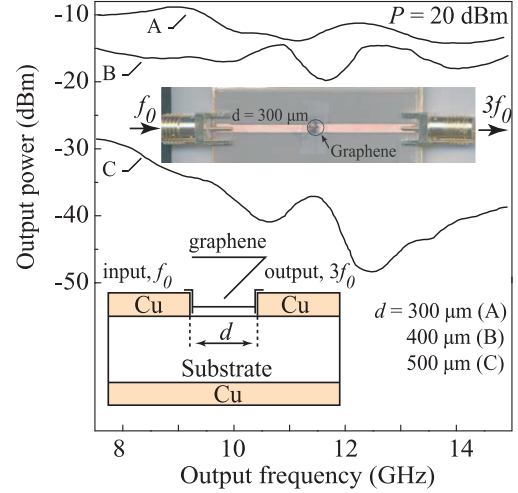 P = 20 dBm
-10
-20
-30
-40
-50
Output power (dBm)
A
B
C
f0
d = 300 μm
Graphene
3f0
graphene
input, f0
output, 3f0
Cu
Cu
d
Substrate
Cu
d = 300 μm (A)
400 μm (B)
500 μm (C)
8
10
12
14
Output frequency (GHz)